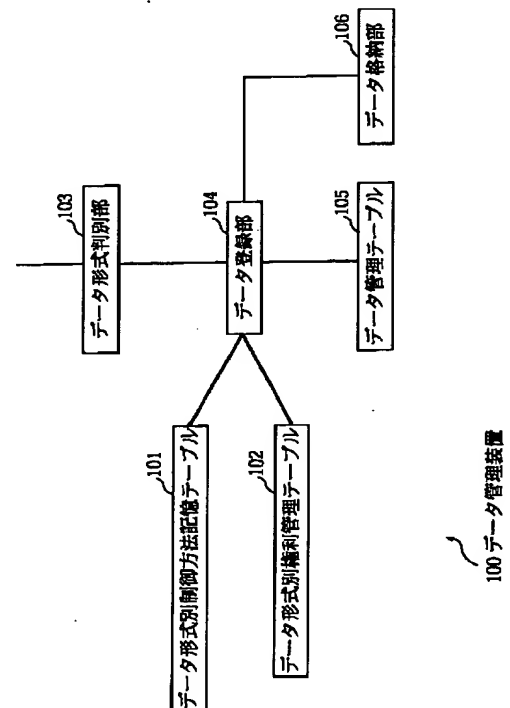 103
データ形式判別部
106
データ格納部
104
データ登録部
105
データ管理テーブル
101
データ形式別制御方法記憶テーブル
102
データ形式別権利管理テーブル
100 データ管理装置